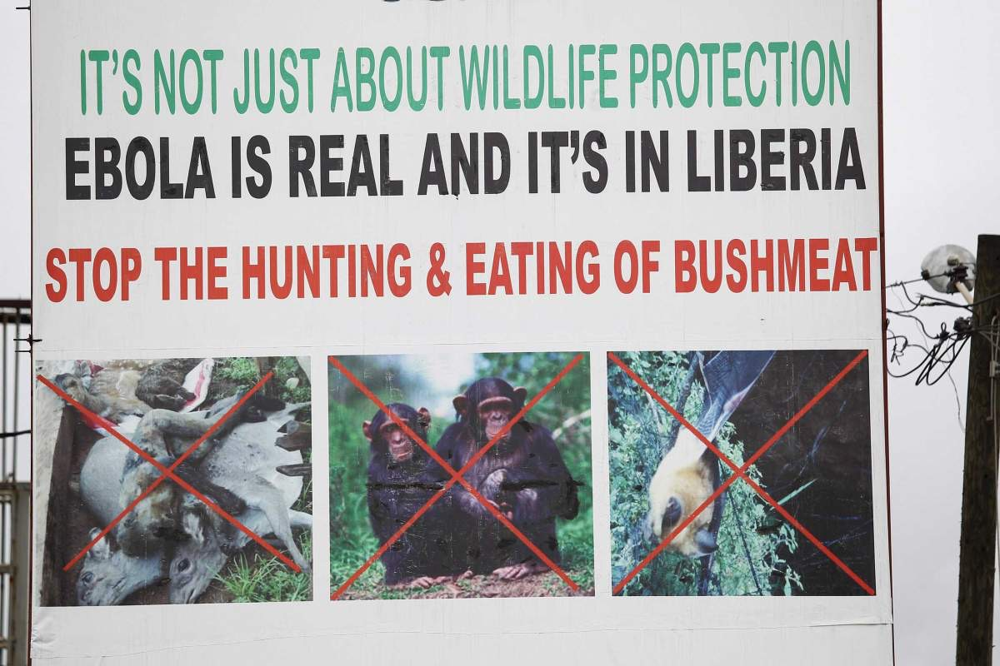 IT'S NOT JUST ABOUT WILDLIFE PROTECTION
EBOLA IS REAL AND IT'S IN LIBERIA
STOP THE HUNTING & EATING OF BUSHMEAT